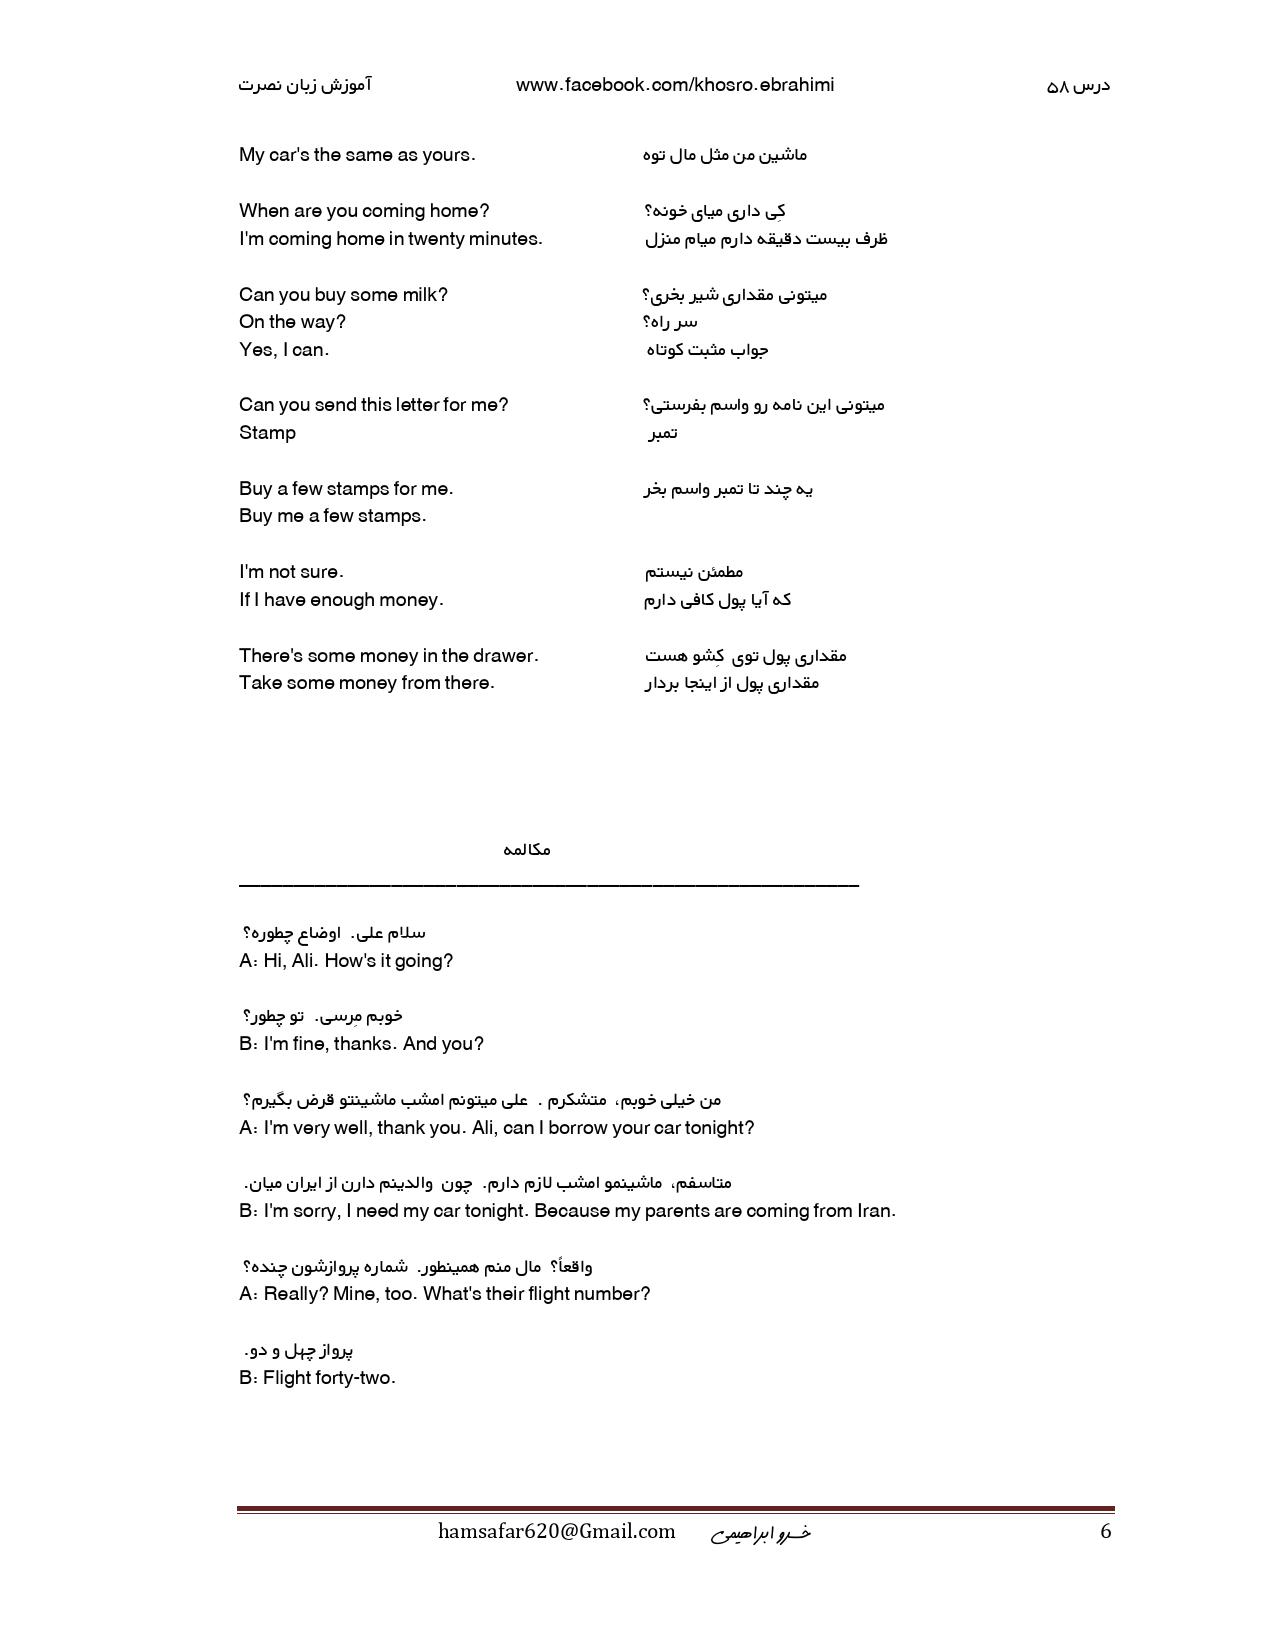 آموزش زبان نصرت www.facebook.com/khosro.ebrahimi درس ۵۸
My car's the same as yours. ماشین من مثل مال توه
When are you coming home? کِی داری میای خونه؟
I'm coming home in twenty minutes. ظرف بیست دقیقه دارم میام منزل
Can you buy some milk? میتونی مقداری شیر بخری؟
On the way? سر راه؟
Yes, I can. جواب مثبت کوتاه
Can you send this letter for me? میتونی این نامه رو واسم بفرستی؟
Stamp تمبر
Buy a few stamps for me. یه چند تا تمبر واسم بخر
Buy me a few stamps.
I'm not sure. مطمئن نیستم
If I have enough money. که آیا پول کافی دارم
There's some money in the drawer. مقداری پول توی کِشو هست
Take some money from there. مقداری پول از اینجا بردار
مکالمه
سلام علی. اوضاع چطوره؟
A: Hi, Ali. How's it going?
خوبم مِرسی. تو چطور؟
B: I'm fine, thanks. And you?
من خیلی خوبم، متشکرم . علی میتونم امشب ماشینتو قرض بگیرم؟
A: I'm very well, thank you. Ali, can I borrow your car tonight?
متاسفم، ماشینمو امشب لازم دارم. چون والدینم دارن از ایران میان.
B: I'm sorry, I need my car tonight. Because my parents are coming from Iran.
واقعاً؟ مال منم همینطور. شماره پروازشون چنده؟
A: Really? Mine, too. What's their flight number?
پرواز چهل و دو.
B: Flight forty-two.
hamsafar620@Gmail.com خسرو ابراهیمی 6